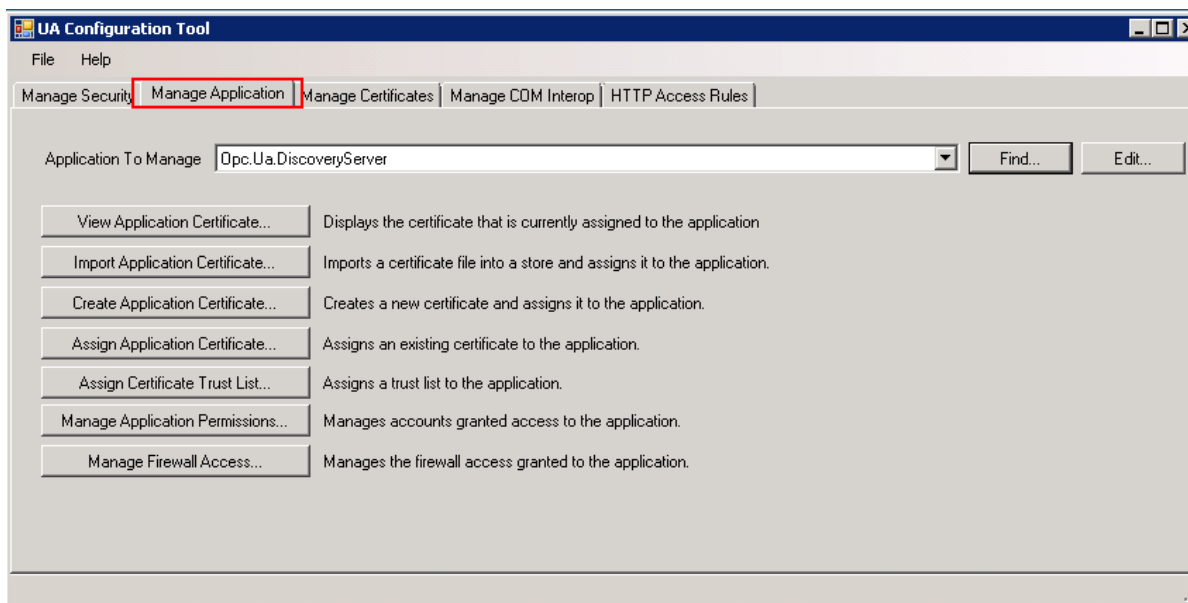 UA Configuration Tool
File Help
Manage Security Manage Application Manage Certificates Manage COM Interop HTTP Access Rules
Application To Manage Opc.Ua.DiscoveryServer Find... Edit...
View Application Certificate... Displays the certificate that is currently assigned to the application
Import Application Certificate... Imports a certificate file into a store and assigns it to the application.
Create Application Certificate... Creates a new certificate and assigns it to the application.
Assign Application Certificate... Assigns an existing certificate to the application.
Assign Certificate Trust List... Assigns a trust list to the application.
Manage Application Permissions... Manages accounts granted access to the application.
Manage Firewall Access... Manages the firewall access granted to the application.